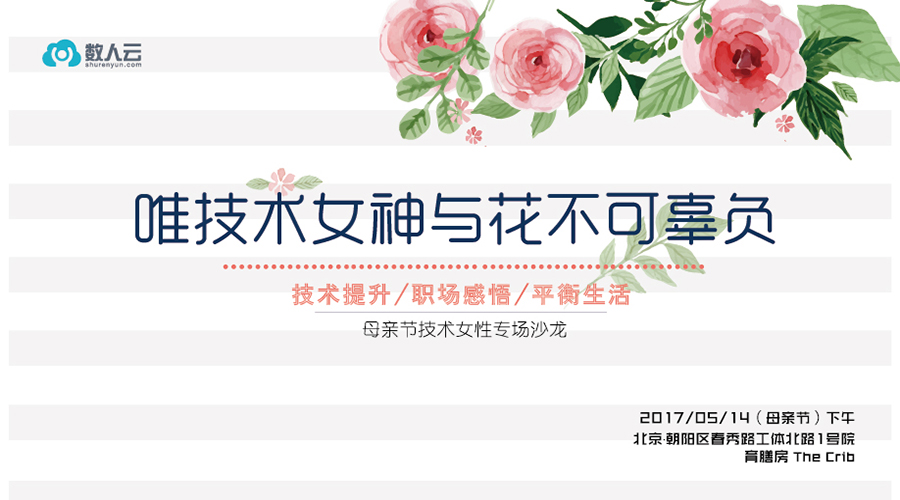 数人云
shurenyun.com
唯技术女神与花不可辜负
技术提升/职场感悟/平衡生活
母亲节技术女性专场沙龙
2017/05/14（母亲节）下午
北京·朝阳区春秀路工体北路1号院
育膳房 The Crib